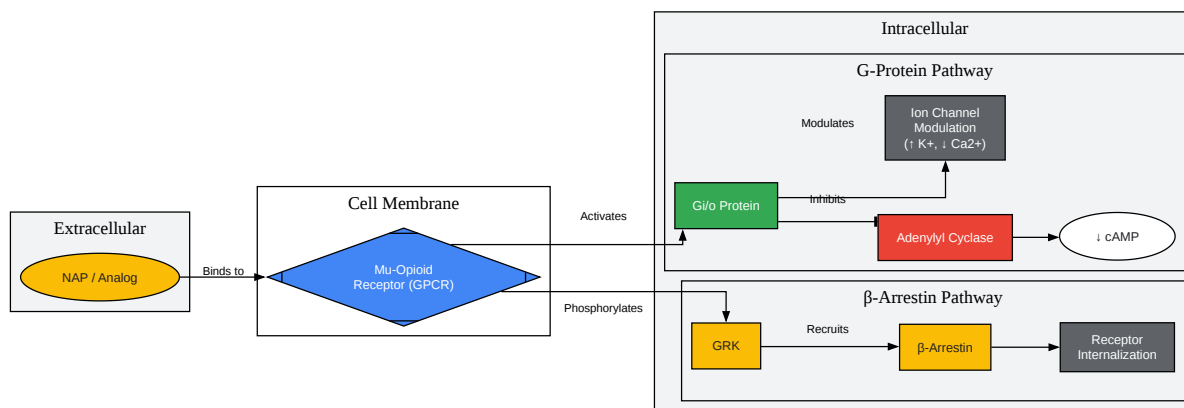 Intracellular
G-Protein Pathway
Ion Channel
Modulation
(↑ K+, ↓ Ca2+)
Modulates
Cell Membrane
Gi/o Protein
Inhibits
Extracellular
Activates
Adenylyl Cyclase
↓ cAMP
NAP / Analog
Binds to
Mu-Opioid
Receptor (GPCR)
Phosphorylates
β-Arrestin Pathway
GRK
Recruits
β-Arrestin
Receptor
Internalization